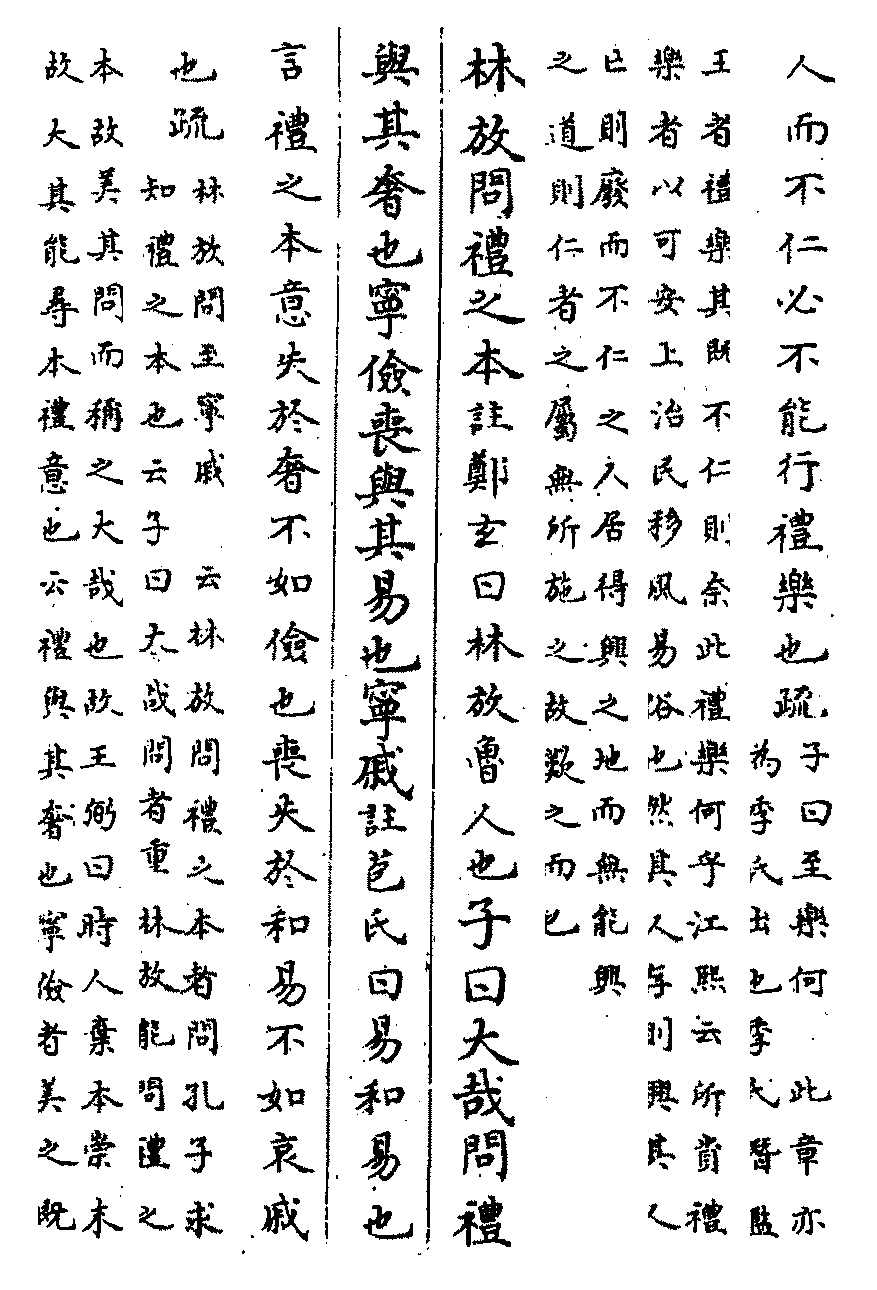 人而不仁必不能行禮樂也疏
子曰至樂何　此章亦
為季氏出也季氏僭濫
王者禮樂其既不仁則奈此禮樂何乎江熙云所貴禮
樂者以可安上治民移風易俗也然其人存則興其人
亡則廢而不仁之人居得興之地而無能興
之道則仁者之屬無所施之故歎之而已
林放問禮之本註鄭玄曰林放魯人也子曰大哉問禮
與其奢也寧儉喪與其易也寧戚註苞氏曰易和易也
言禮之本意失於奢不如儉也喪失於和易不如哀戚
也疏
林放問至寧戚　云林放問禮之本者問孔子求
知禮之本也云子曰大哉問者重林放能問禮之
本故美其問而稱之大哉也故王弼曰時人棄本崇末
故大其能尋本禮意也云禮與其奢也寧儉者美之既